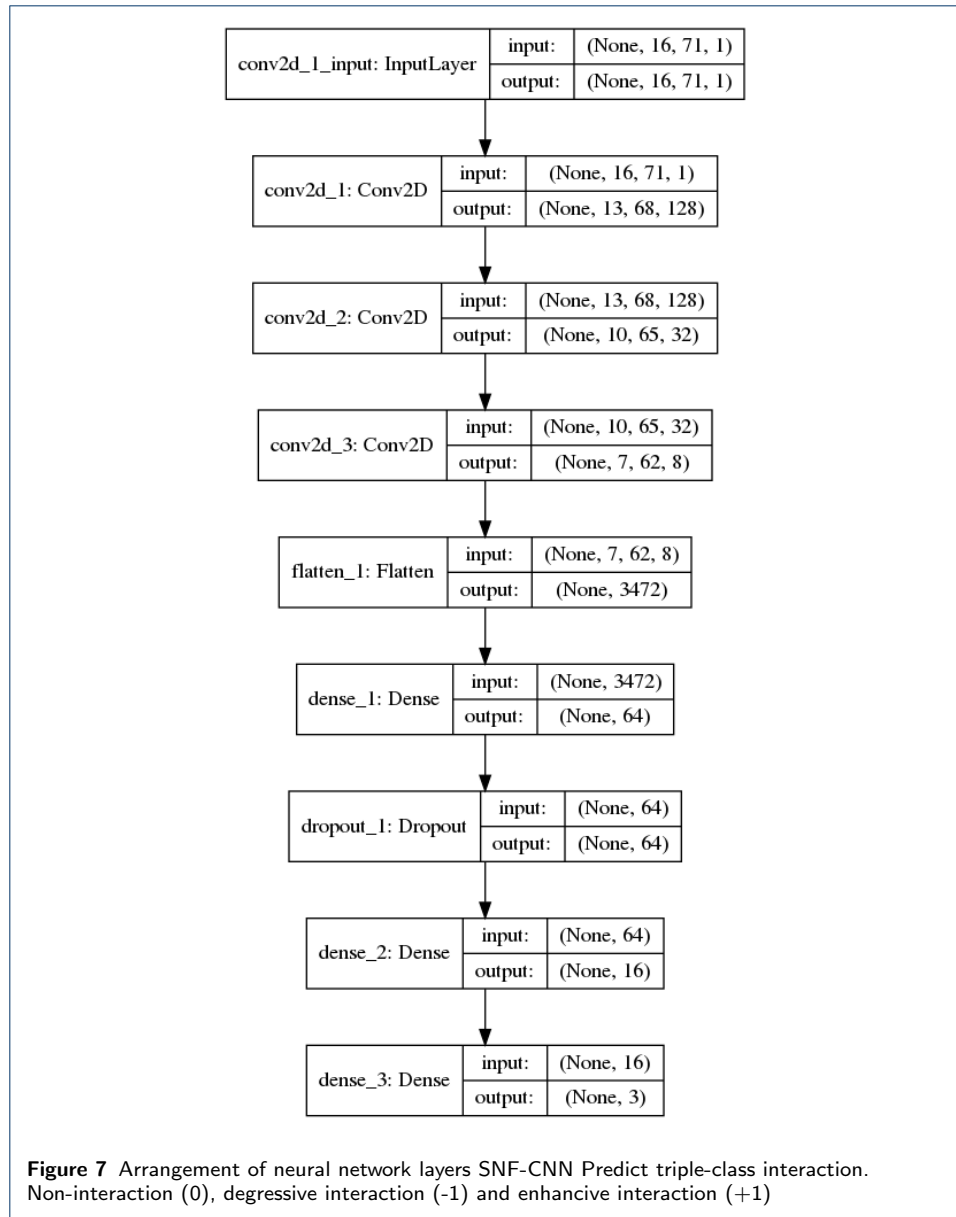 conv2d_1_input: InputLayer
input: (None, 16, 71, 1)
output: (None, 16, 71, 1)
conv2d_1: Conv2D
input: (None, 16, 71, 1)
output: (None, 13, 68, 128)
conv2d_2: Conv2D
input: (None, 13, 68, 128)
output: (None, 10, 65, 32)
conv2d_3: Conv2D
input: (None, 10, 65, 32)
output: (None, 7, 62, 8)
flatten_1: Flatten
input: (None, 7, 62, 8)
output: (None, 3472)
dense_1: Dense
input: (None, 3472)
output: (None, 64)
dropout_1: Dropout
input: (None, 64)
output: (None, 64)
dense_2: Dense
input: (None, 64)
output: (None, 16)
dense_3: Dense
input: (None, 16)
output: (None, 3)
Figure 7 Arrangement of neural network layers SNF-CNN Predict triple-class interaction.
Non-interaction (0), degressive interaction (-1) and enhancive interaction (+1)